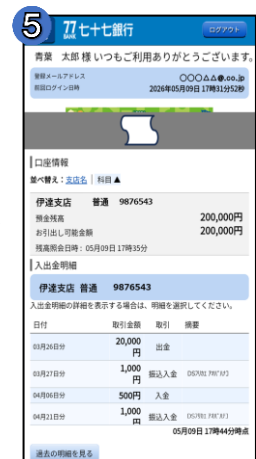 5
77 BANK 七十七銀行
ログアウト
青葉 太郎 様 いつもご利用ありがとうございます。
登録メールアドレス ○○○△△@.co.jp
前回ログイン日時 2026年05月09日 17時31分52秒
口座情報
並べ替え：支店名 | 科目▲
伊達支店 普通 9876543
預金残高 200,000円
お引出し可能金額 200,000円
残高照会日時：05月09日 17時35分
入出金明細
伊達支店 普通 9876543
入出金明細の詳細を表示する場合は、明細を選択してください。
日付 取引金額 取引 摘要
03月26日分 20,000円 出金
03月27日分 1,000円 振込入金
04月06日分 500円 入金
04月21日分 1,000円 振込入金
05月09日 17時44分時点
過去の明細を見る